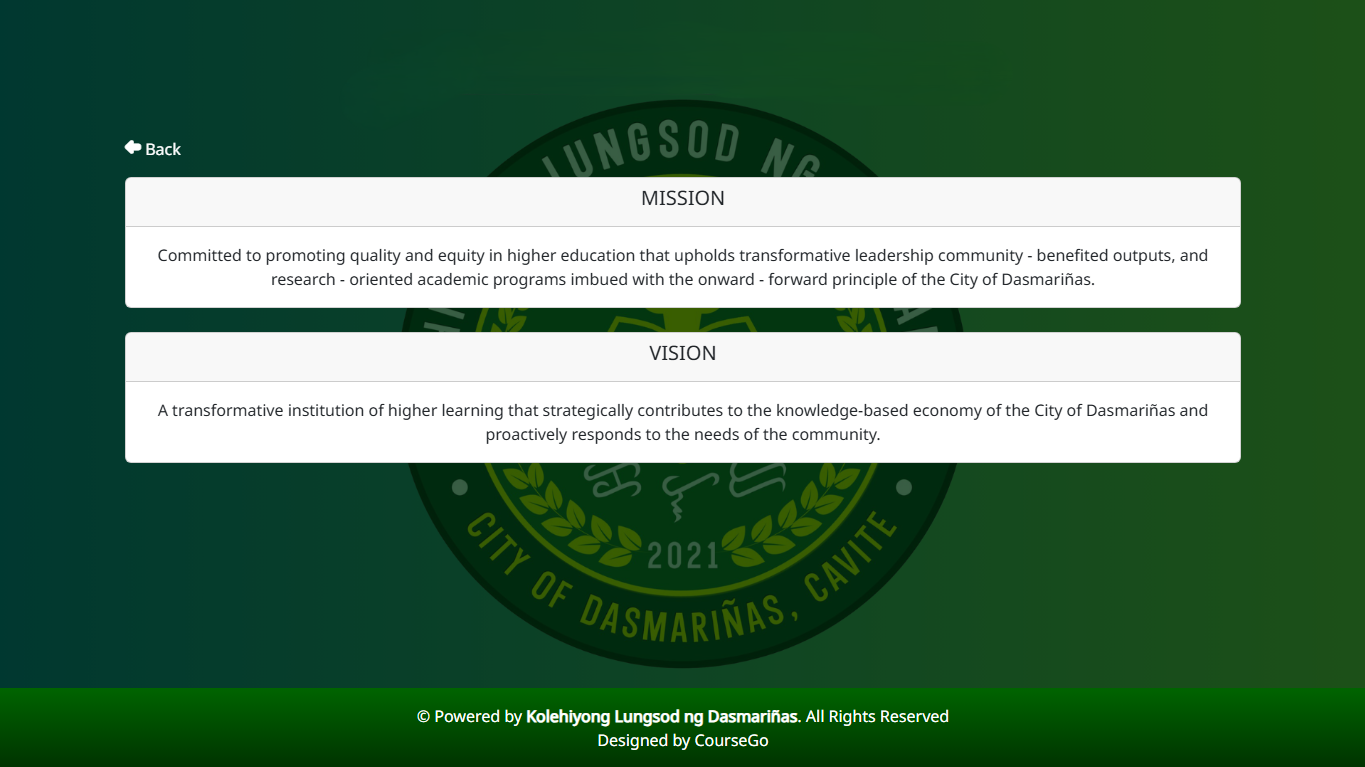 LUNGSOD NG
Back
MISSION
Committed to promoting quality and equity in higher education that upholds transformative leadership community - benefited outputs, and
research - oriented academic programs imbued with the onward - forward principle of the City of Dasmariñas.
VISION
A transformative institution of higher learning that strategically contributes to the knowledge-based economy of the City of Dasmariñas and
proactively responds to the needs of the community.
2021
CITY OF DASMARIÑAS, CAVITE
© Powered by Kolehiyong Lungsod ng Dasmariñas. All Rights Reserved
Designed by CourseGo